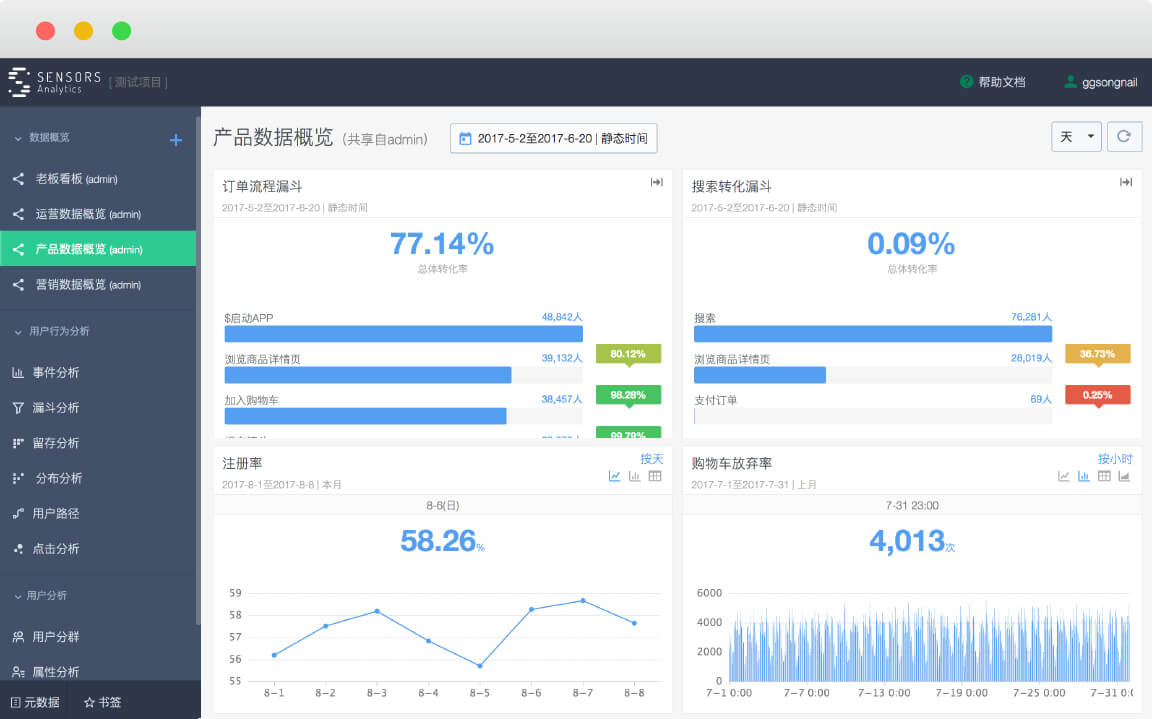 SENSORS
Analytics
[ 测试项目 ]
帮助文档
ggsongnail
数据概览
老板看板 (admin)
运营数据概览 (admin)
产品数据概览 (admin)
营销数据概览 (admin)
用户行为分析
事件分析
漏斗分析
留存分析
分布分析
用户路径
点击分析
用户分析
用户分群
属性分析
元数据 书签
产品数据概览 (共享自admin)
2017-5-2至2017-6-20 | 静态时间
天
订单流程漏斗
2017-5-2至2017-6-20 | 静态时间
77.14%
总体转化率
$启动APP 48,842人
80.12%
浏览商品详情页 39,132人
98.28%
加入购物车 38,457人
99.79%
搜索转化漏斗
2017-5-2至2017-6-20 | 静态时间
0.09%
总体转化率
搜索 76,281人
36.73%
浏览商品详情页 28,019人
0.25%
支付订单 69人
注册率 按天
2017-8-1至2017-8-8 | 本月
8-6(日)
58.26%
59
58
57
56
55
8-1 8-2 8-3 8-4 8-5 8-6 8-7 8-8
购物车放弃率 按小时
2017-7-1至2017-7-31 | 上月
7-31 23:00
4,013次
6000
4000
2000
0
7-1 0:00 7-7 0:00 7-13 0:00 7-19 0:00 7-25 0:00 7-31 0:0